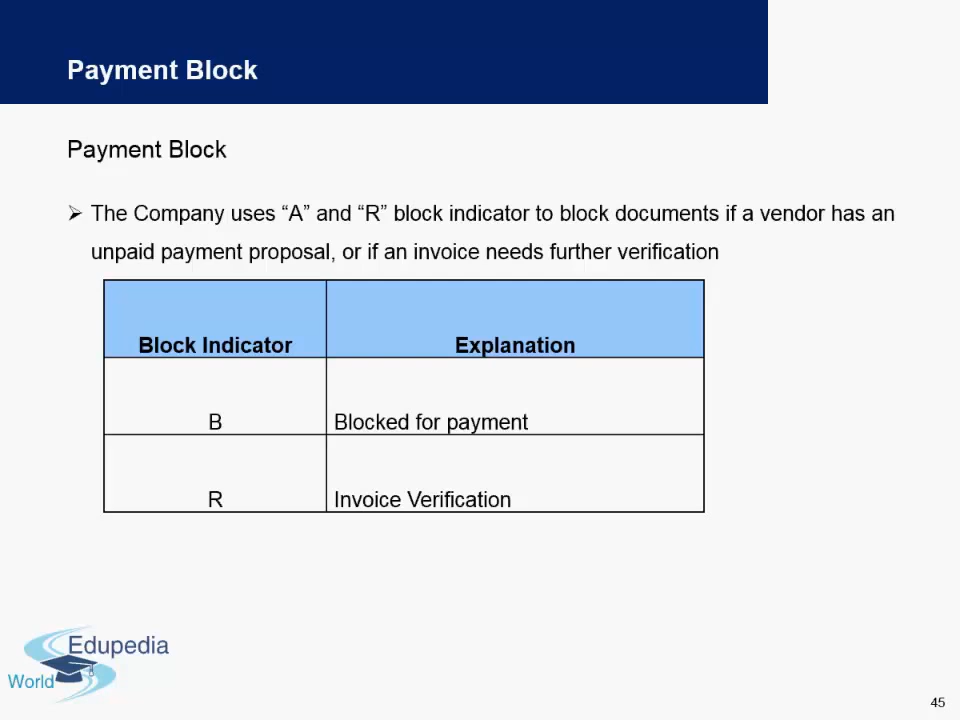 Payment Block
Payment Block
➢ The Company uses “A” and “R” block indicator to block documents if a vendor has an
unpaid payment proposal, or if an invoice needs further verification
Block Indicator Explanation
B Blocked for payment
R Invoice Verification
Edupedia
World
45